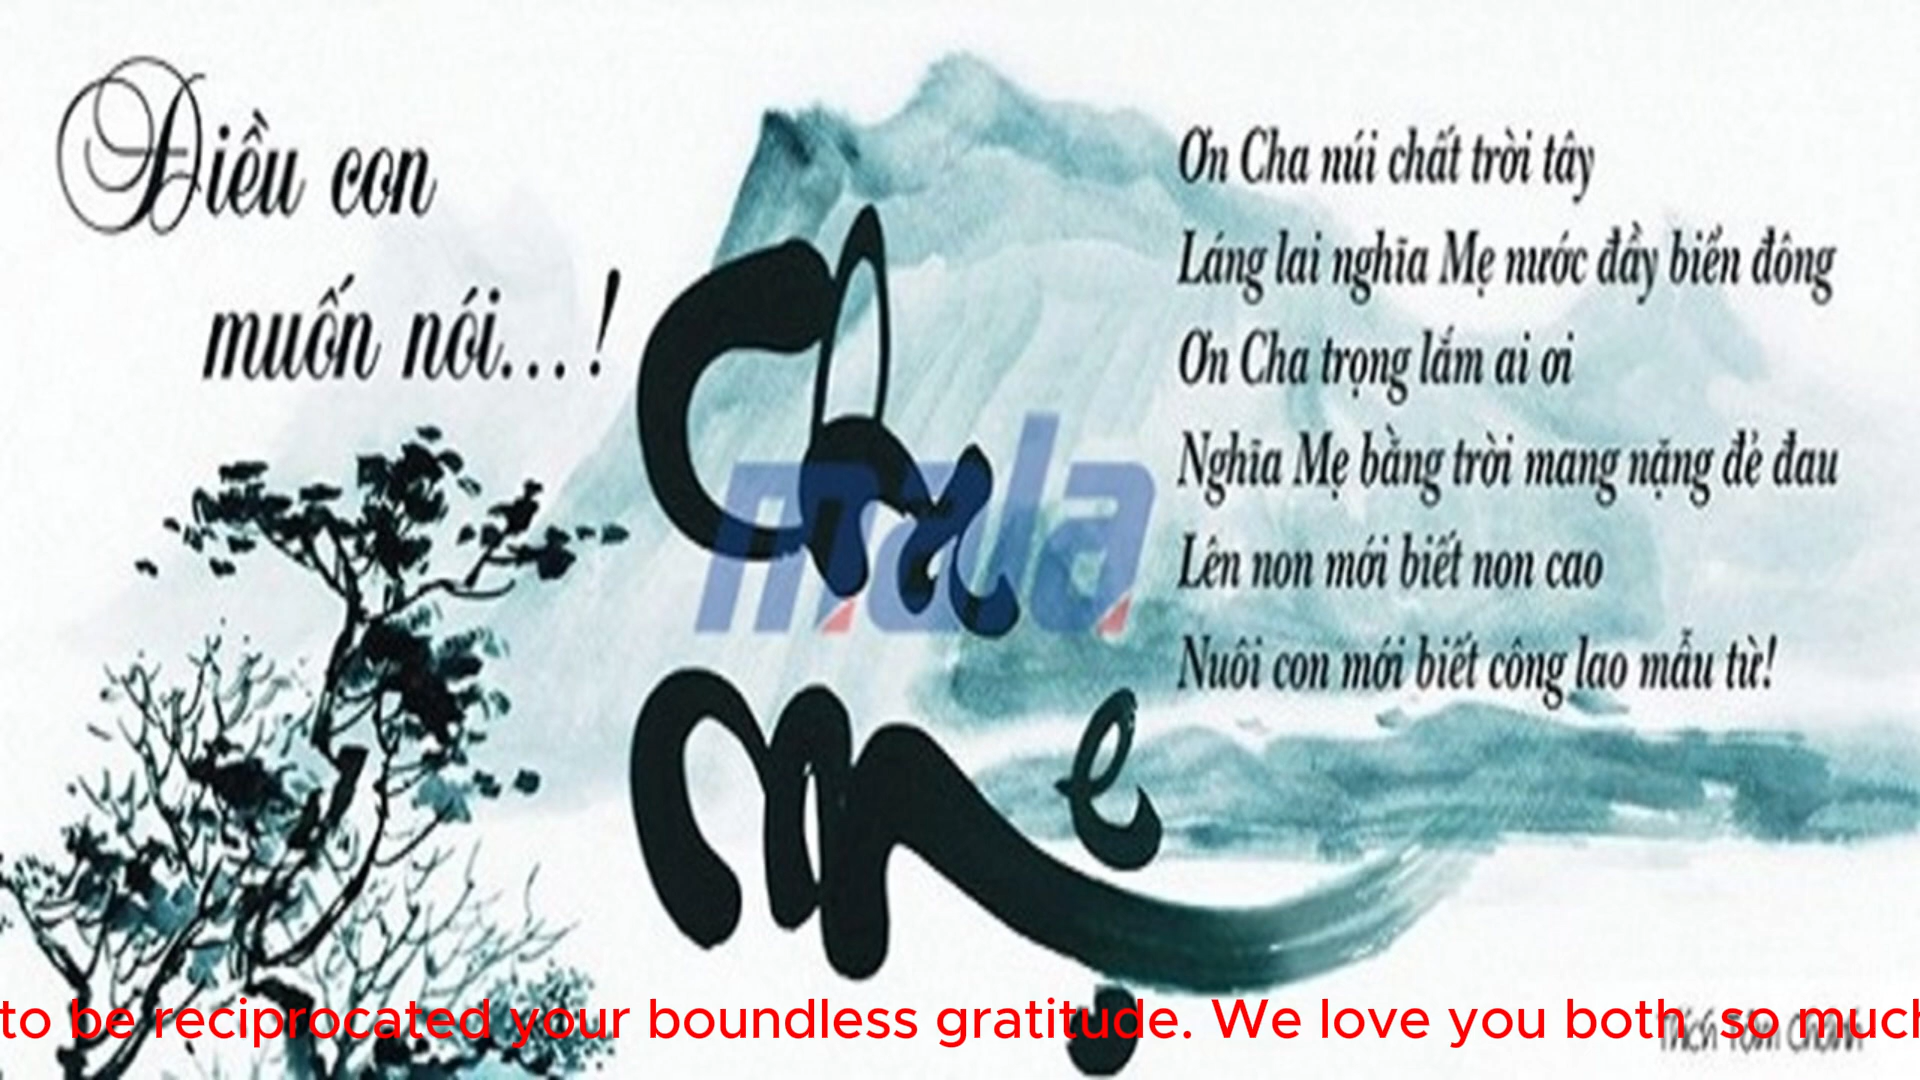 Điều con
muốn nói...!
Cha
Mẹ
mala
Ơn Cha núi chất trời tây
Láng lai nghĩa Mẹ nước đầy biển đông
Ơn Cha trọng lắm ai ơi
Nghĩa Mẹ bằng trời mang nặng đẻ đau
Lên non mới biết non cao
Nuôi con mới biết công lao mẫu từ!
to be reciprocated your boundless gratitude. We love you both so much